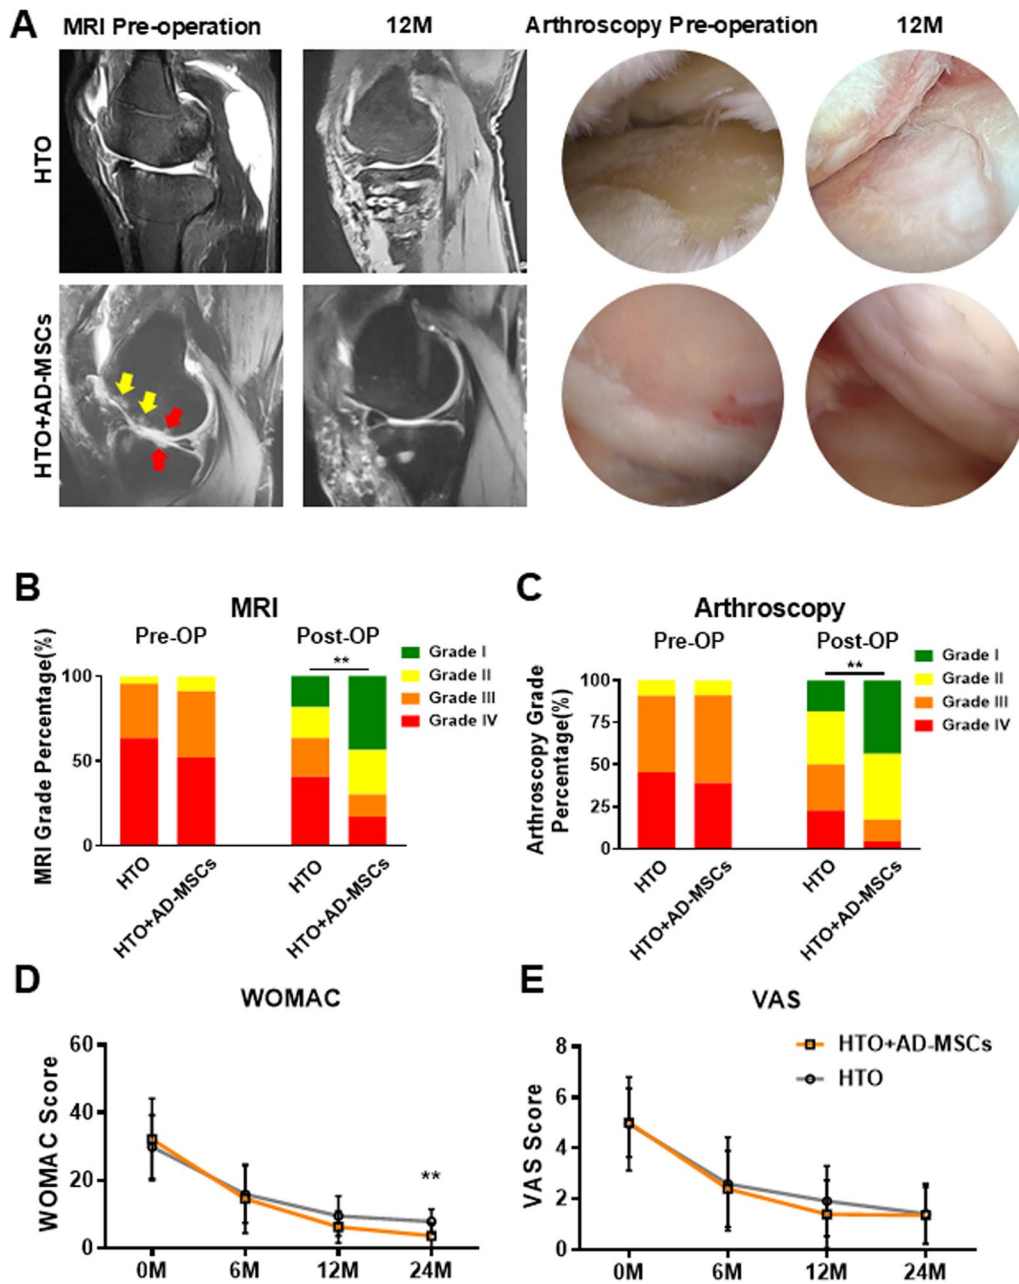 A
MRI Pre-operation
12M
Arthroscopy Pre-operation
12M
HTO
HTO+AD-MSCs
B
MRI
Pre-OP
Post-OP
MRI Grade Percentage(%)
100
50
0
**
Grade I
Grade II
Grade III
Grade IV
HTO
HTO+AD-MSCs
HTO
HTO+AD-MSCs
C
Arthroscopy
Pre-OP
Post-OP
Arthroscopy Grade
Percentage(%)
100
75
50
25
0
**
Grade I
Grade II
Grade III
Grade IV
HTO
HTO+AD-MSCs
HTO
HTO+AD-MSCs
D
WOMAC
WOMAC Score
60
40
20
0
**
0M
6M
12M
24M
E
VAS
VAS Score
8
6
4
2
0
HTO+AD-MSCs
HTO
0M
6M
12M
24M